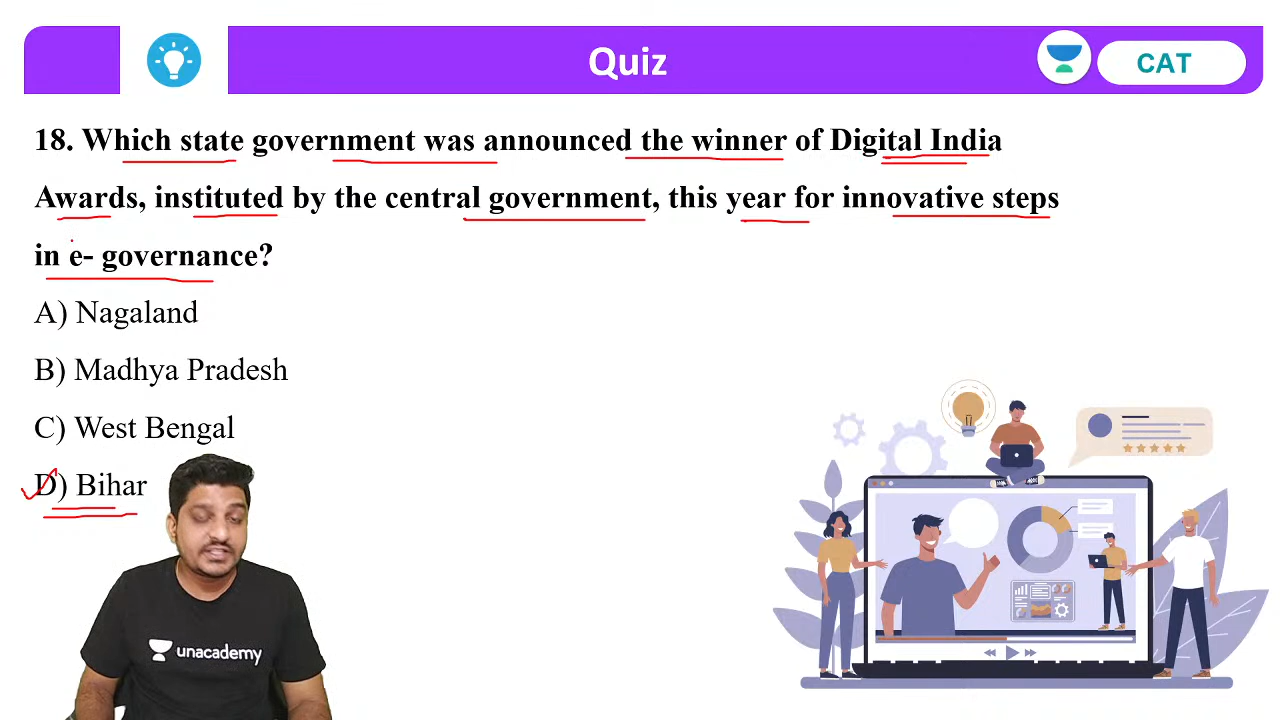 Quiz
CAT
18. Which state government was announced the winner of Digital India
Awards, instituted by the central government, this year for innovative steps
in e- governance?
A) Nagaland
B) Madhya Pradesh
C) West Bengal
D) Bihar
unacademy